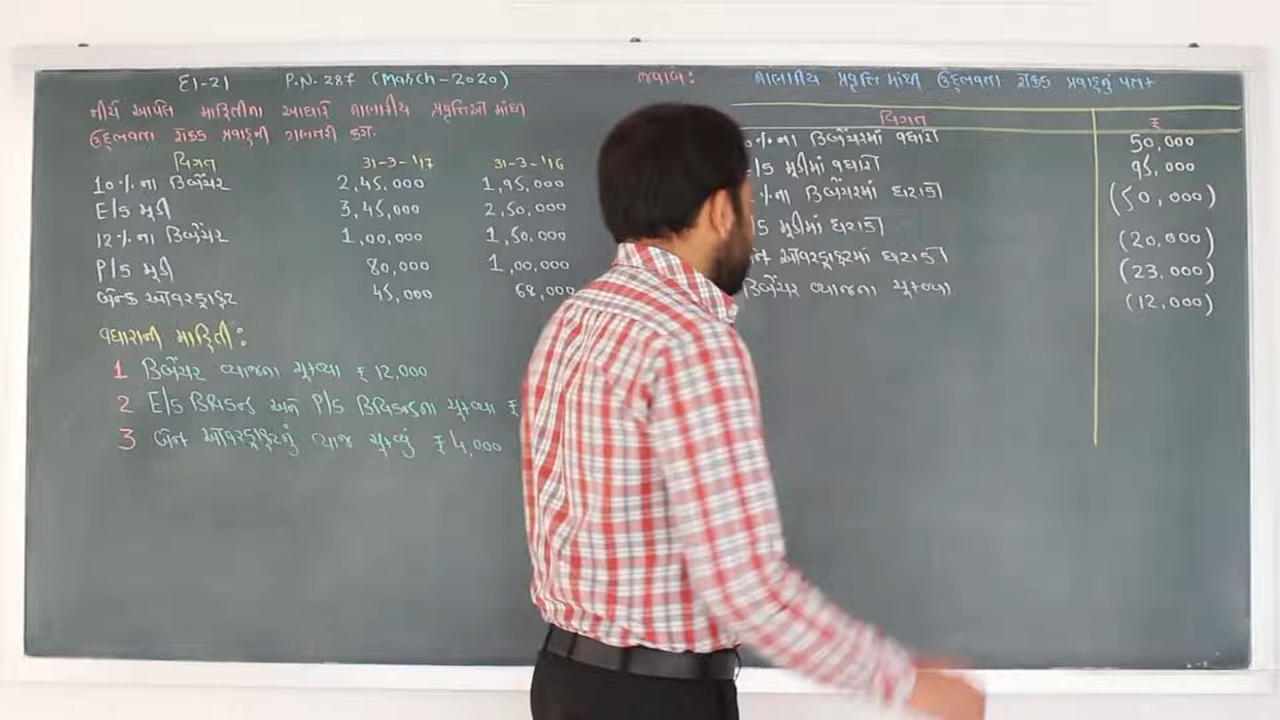 દા-21 P.N. 287 (March-2020)
નીચે આપેલ માહિતીના આધારે નાણાકીય પ્રવૃત્તિઓ માંથી
ઉદ્ભવતા રોકડ પ્રવાહની ગણતરી કરો.
વિગત 31-3-'17 31-3-'16
10%ના ડિબેંચર 2,45,000 1,95,000
E/S મૂડી 3,45,000 2,50,000
12%ના ડિબેંચર 1,00,000 1,50,000
P/S મૂડી 80,000 1,00,000
બેન્ક ઓવરડ્રાફ્ટ 45,000 68,000
વધારાની માહિતી:
1 ડિબેંચર વ્યાજના ચૂકવ્યા ₹ 12,000
2 E/S ડિવિડન્ડ અને P/S ડિવિડન્ડના ચૂકવ્યા ₹
3 બેંક ઓવરડ્રાફ્ટનું વ્યાજ ચૂકવ્યું ₹ 4,000
જવાબ: નાણાકીય પ્રવૃત્તિ માંથી ઉદ્ભવતા રોકડ પ્રવાહનું પત્રક
વિગત ₹
%ના ડિબેંચરમાં વધારો 50,000
/S મૂડીમાં વધારો 95,000
%ના ડિબેંચરમાં ઘટાડો (50,000)
/S મૂડીમાં ઘટાડો (20,000)
ઓવરડ્રાફ્ટમાં ઘટાડો (23,000)
ડિબેંચર વ્યાજના ચૂકવ્યા (12,000)